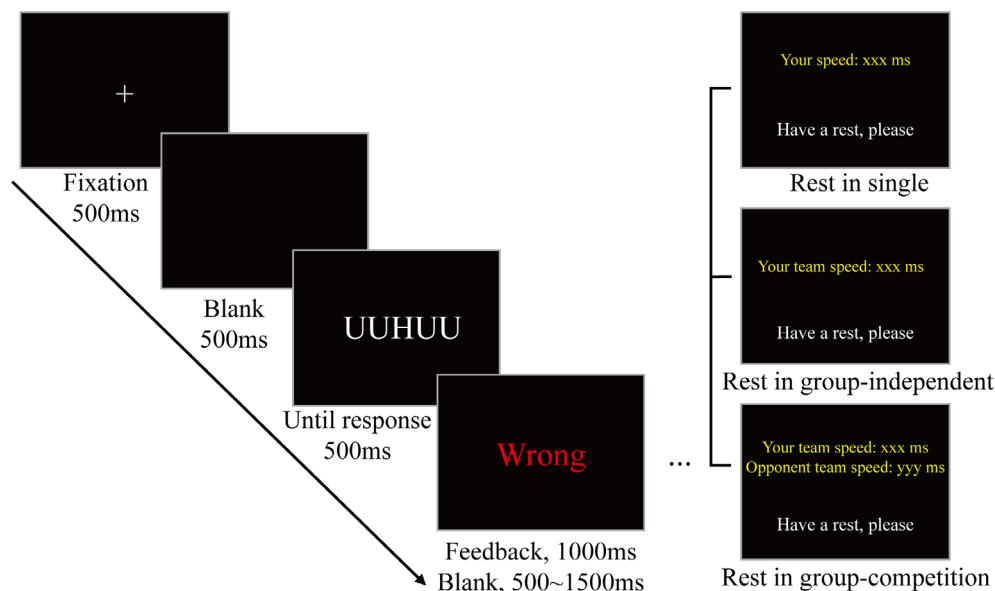 +
Fixation
500ms
Blank
500ms
UUHUU
Until response
500ms
Wrong
Feedback, 1000ms
Blank, 500~1500ms
...
Your speed: xxx ms
Have a rest, please
Rest in single
Your team speed: xxx ms
Have a rest, please
Rest in group-independent
Your team speed: xxx ms
Opponent team speed: yyy ms
Have a rest, please
Rest in group-competition